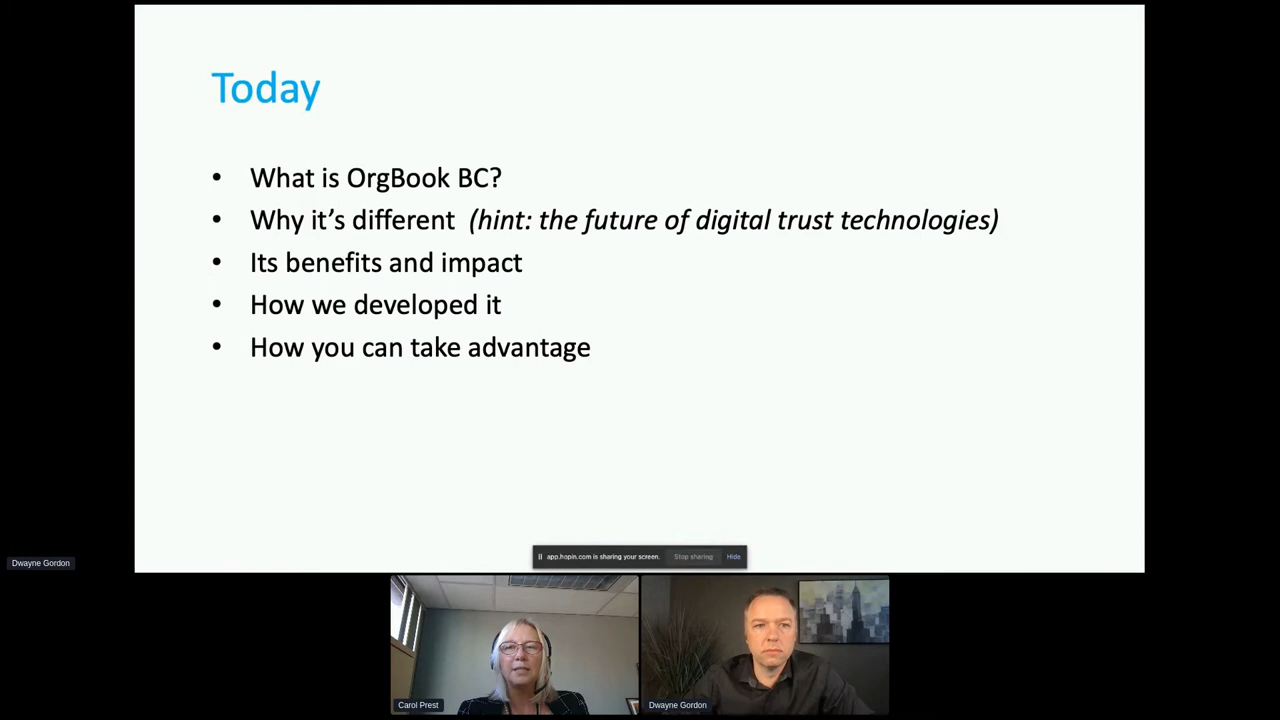 Today
• What is OrgBook BC?
• Why it's different (hint: the future of digital trust technologies)
• Its benefits and impact
• How we developed it
• How you can take advantage
app.hopin.com is sharing your screen. Stop sharing Hide
Dwayne Gordon
Carol Prest
Dwayne Gordon